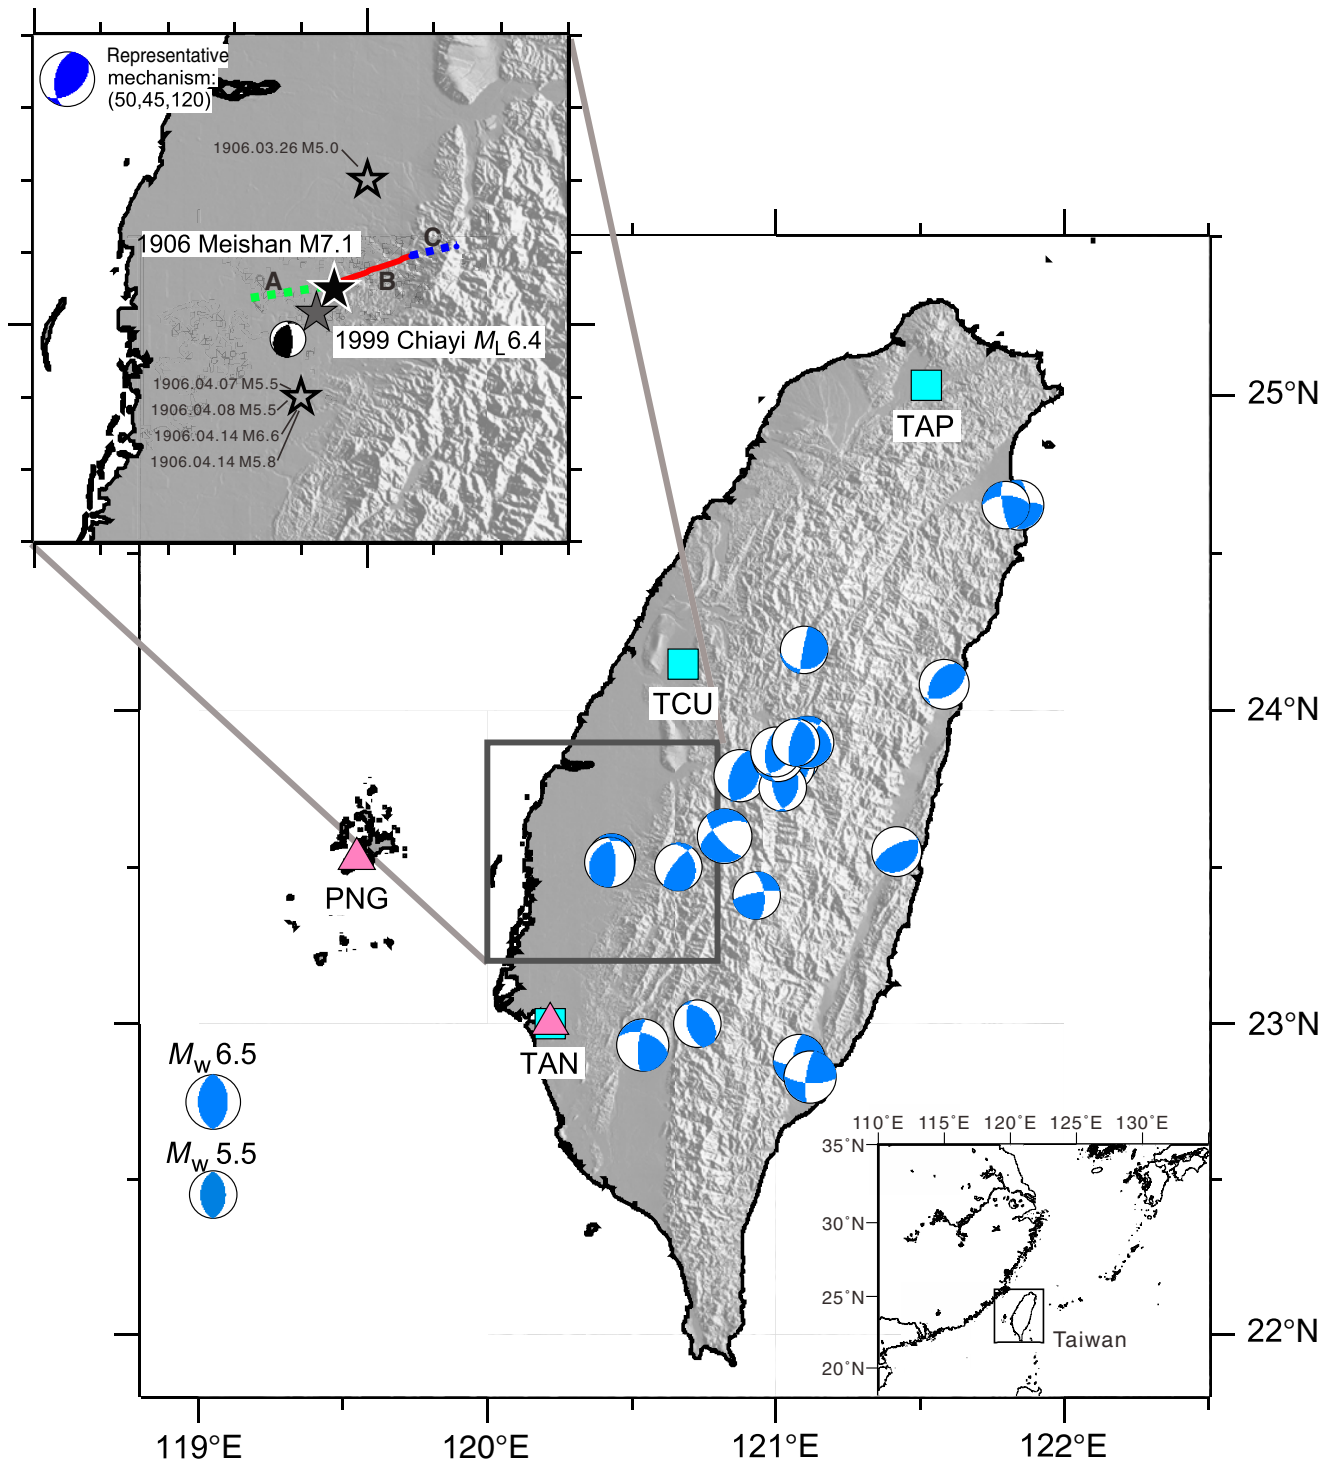 Representative
mechanism:
(50,45,120)
1906.03.26 M5.0
1906 Meishan M7.1
C
A
B
1999 Chiayi ML6.4
1906.04.07 M5.5
1906.04.08 M5.5
1906.04.14 M6.6
1906.04.14 M5.8
25°N
TAP
TCU
24°N
PNG
23°N
TAN
Mw 6.5
Mw 5.5
110°E 115°E 120°E 125°E 130°E
35°N
30°N
25°N
20°N
Taiwan
22°N
119°E 120°E 121°E 122°E